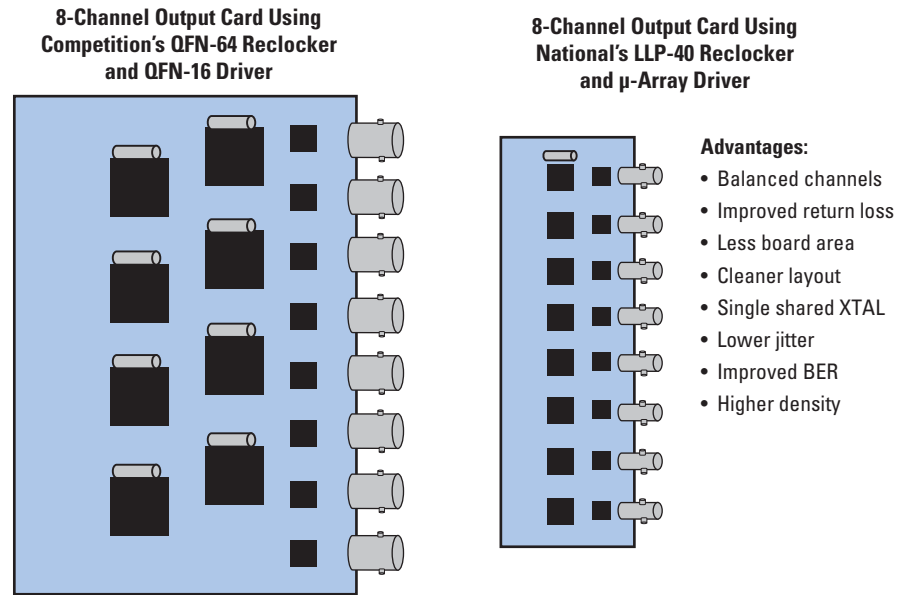 8-Channel Output Card Using
Competition's QFN-64 Reclocker
and QFN-16 Driver
8-Channel Output Card Using
National's LLP-40 Reclocker
and µ-Array Driver
Advantages:
• Balanced channels
• Improved return loss
• Less board area
• Cleaner layout
• Single shared XTAL
• Lower jitter
• Improved BER
• Higher density